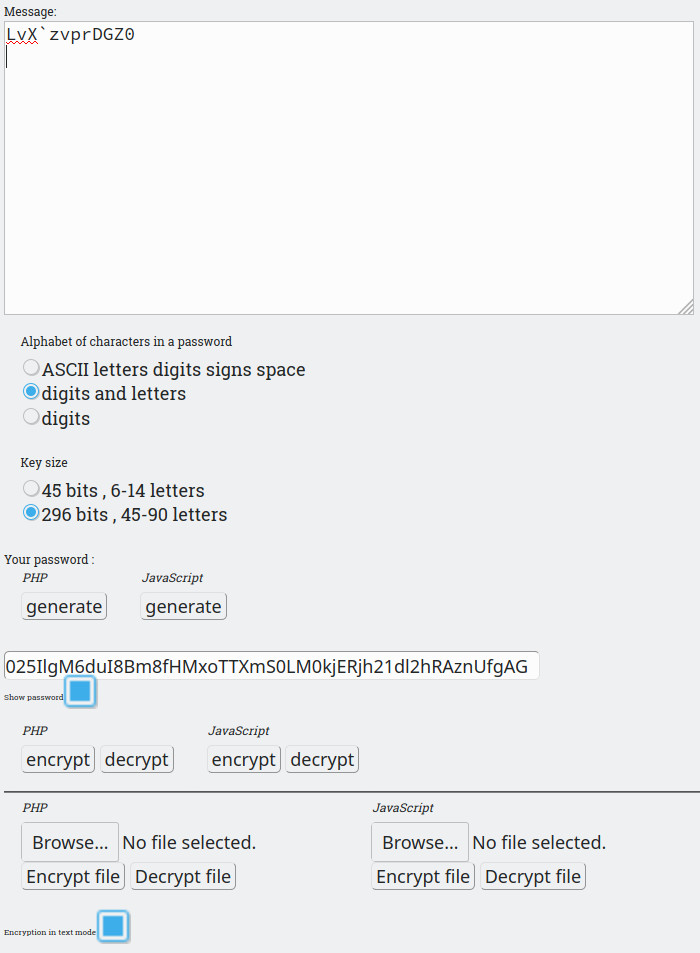 Message:
LvX`zvprDGZ0
Alphabet of characters in a password
ASCII letters digits signs space
digits and letters
digits
Key size
45 bits , 6-14 letters
296 bits , 45-90 letters
Your password :
PHP JavaScript
generate generate
025IlgM6duI8Bm8fHMxoTTXmS0LM0kjERjh21dl2hRAznUfgAG
Show password
PHP JavaScript
encrypt decrypt encrypt decrypt
PHP JavaScript
Browse... No file selected. Browse... No file selected.
Encrypt file Decrypt file Encrypt file Decrypt file
Encryption in text mode